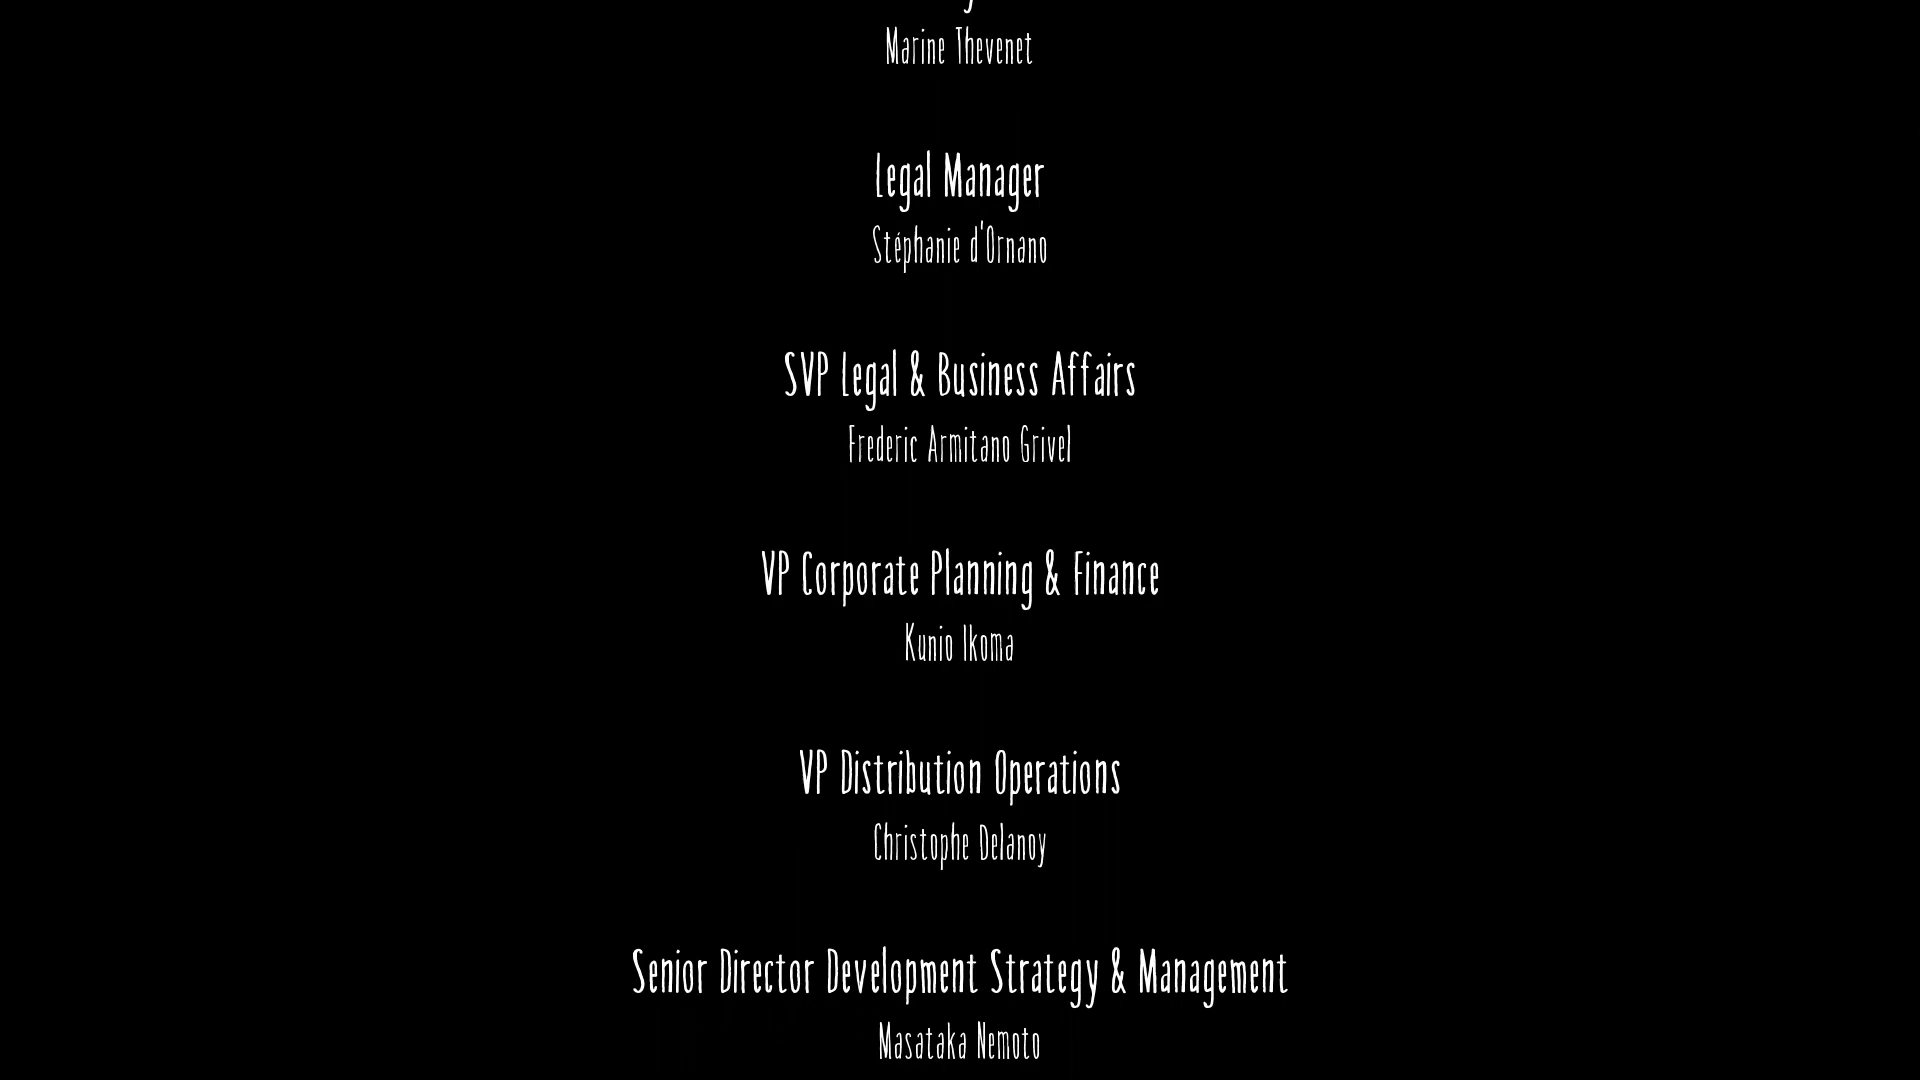 Marine Thevenet
Legal Manager
Stéphanie d'Ornano
SVP Legal & Business Affairs
Frederic Armitano Grivel
VP Corporate Planning & Finance
Kunio Ikoma
VP Distribution Operations
Christophe Delanoy
Senior Director Development Strategy & Management
Masataka Nemoto